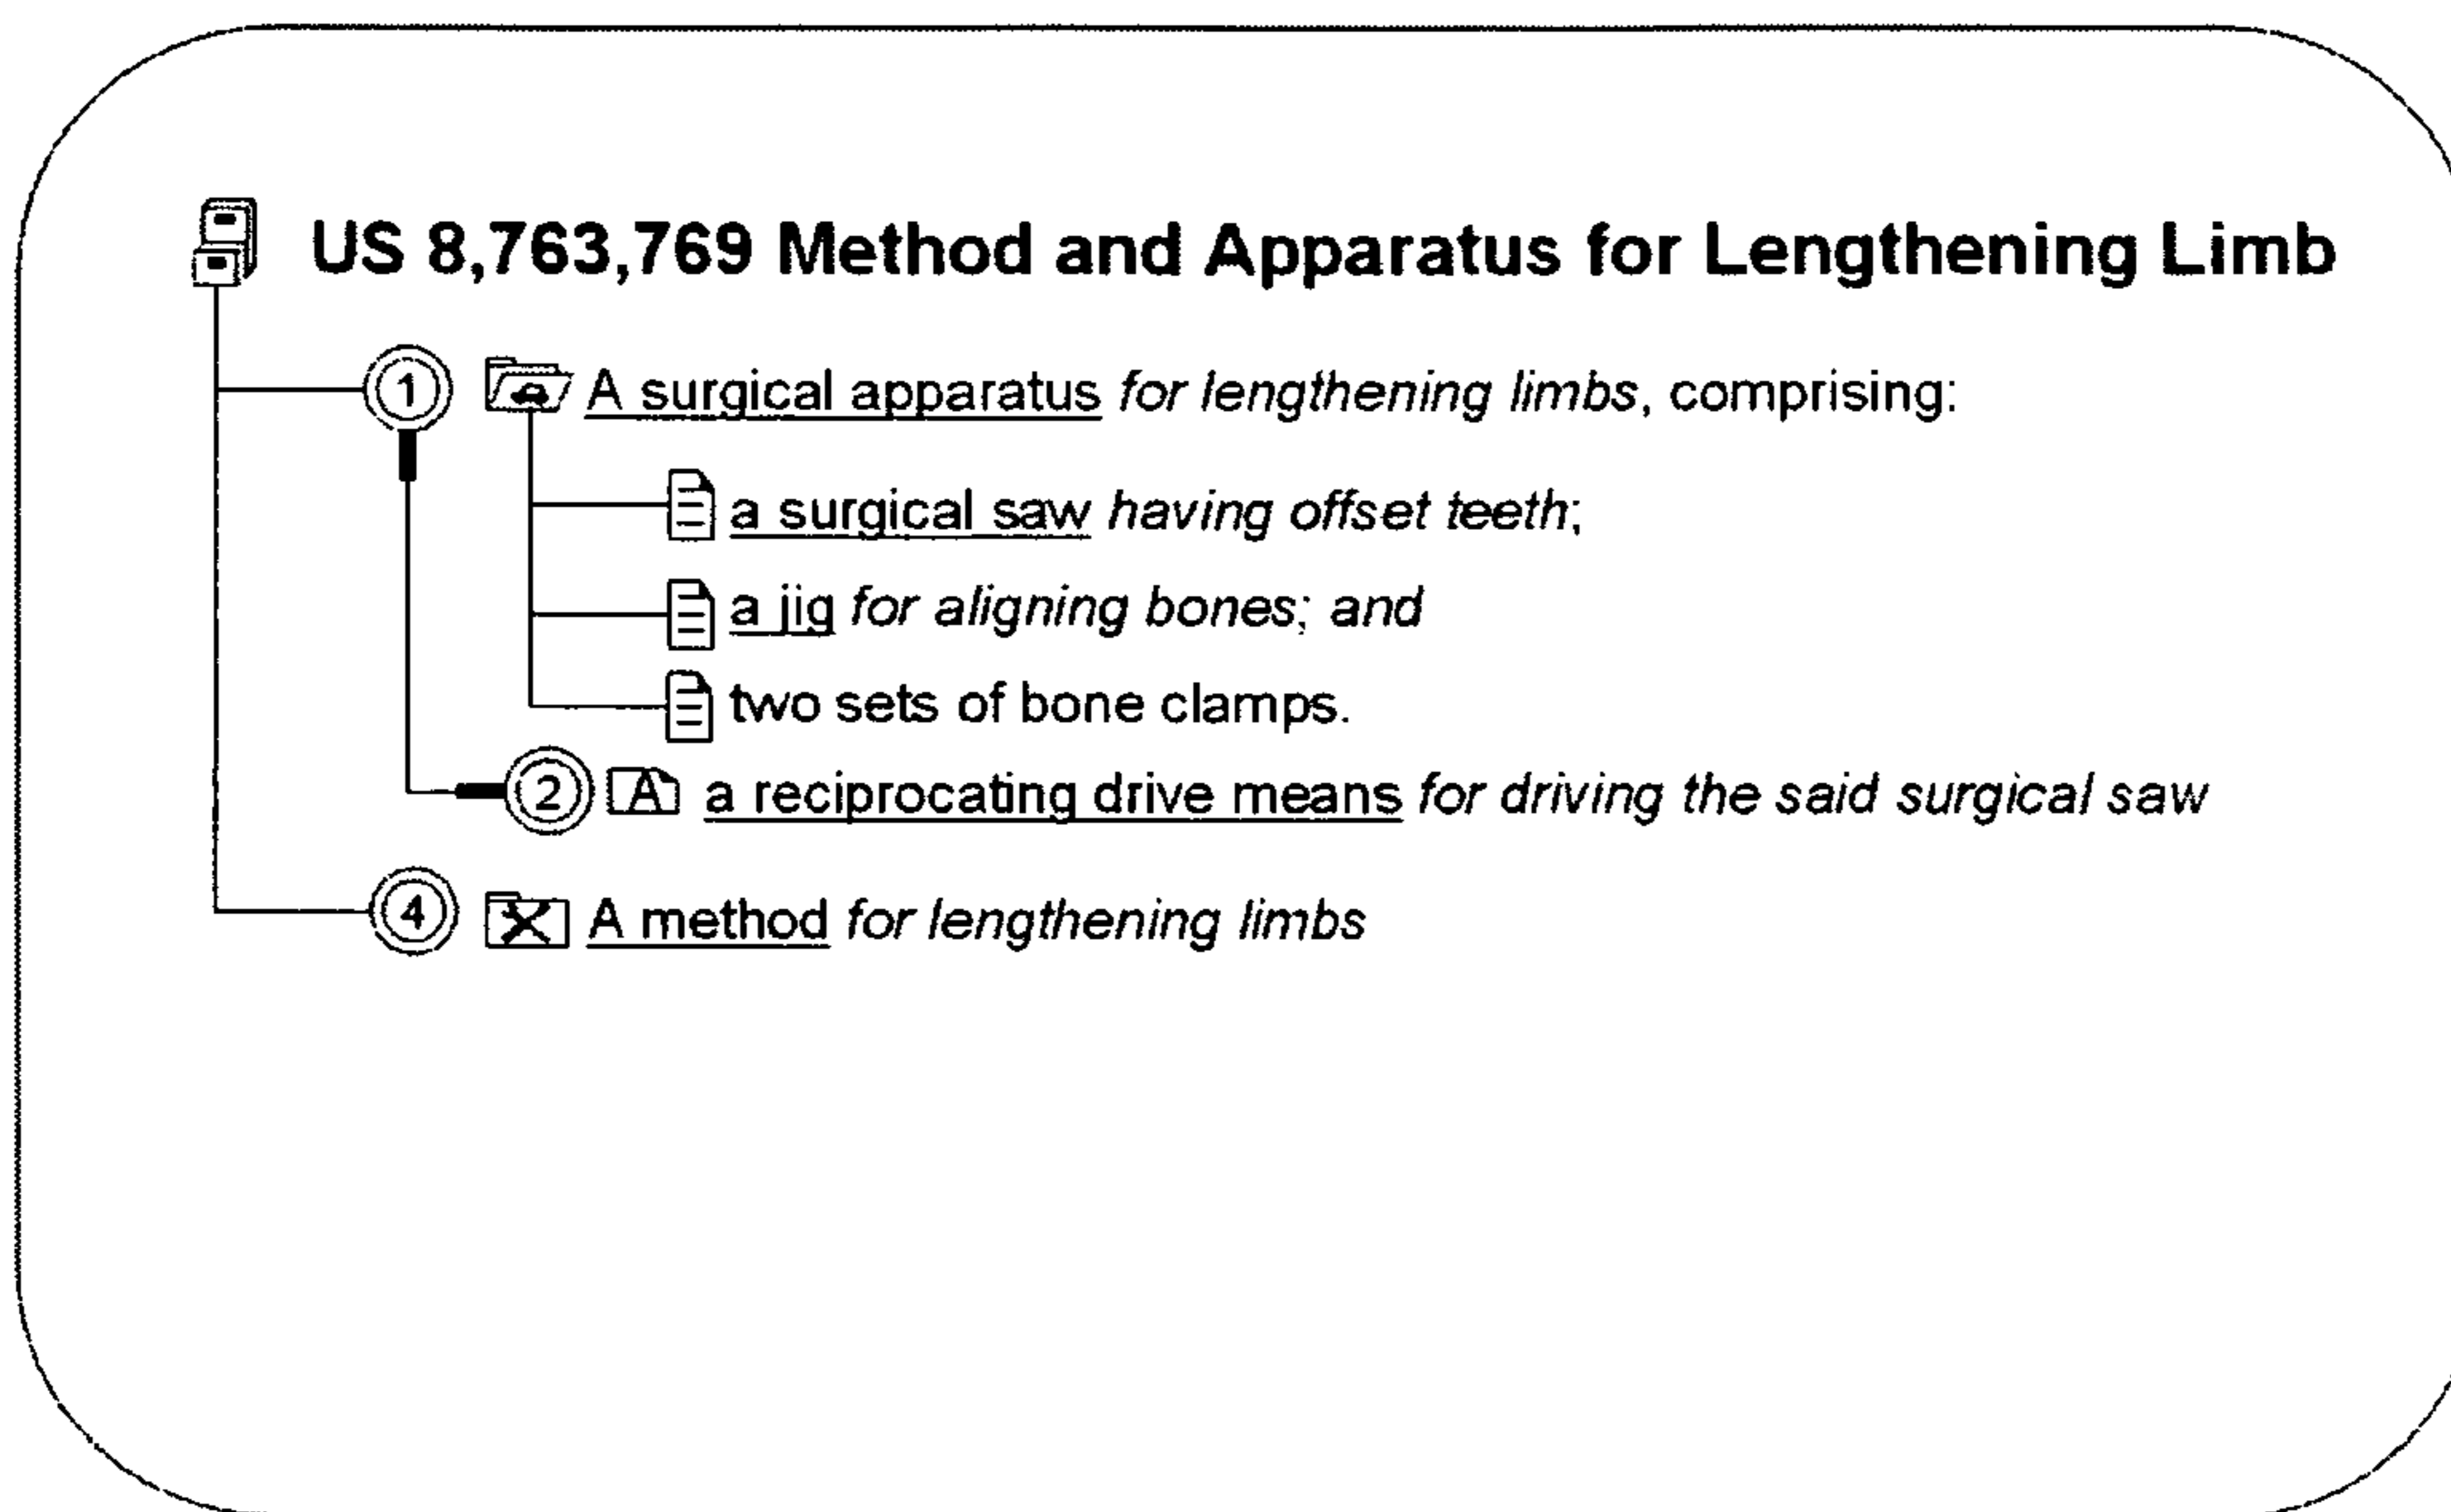 US 8,763,769 Method and Apparatus for Lengthening Limb
1 A surgical apparatus for lengthening limbs, comprising:
a surgical saw having offset teeth;
a jig for aligning bones; and
two sets of bone clamps.
2 A a reciprocating drive means for driving the said surgical saw
4 A method for lengthening limbs